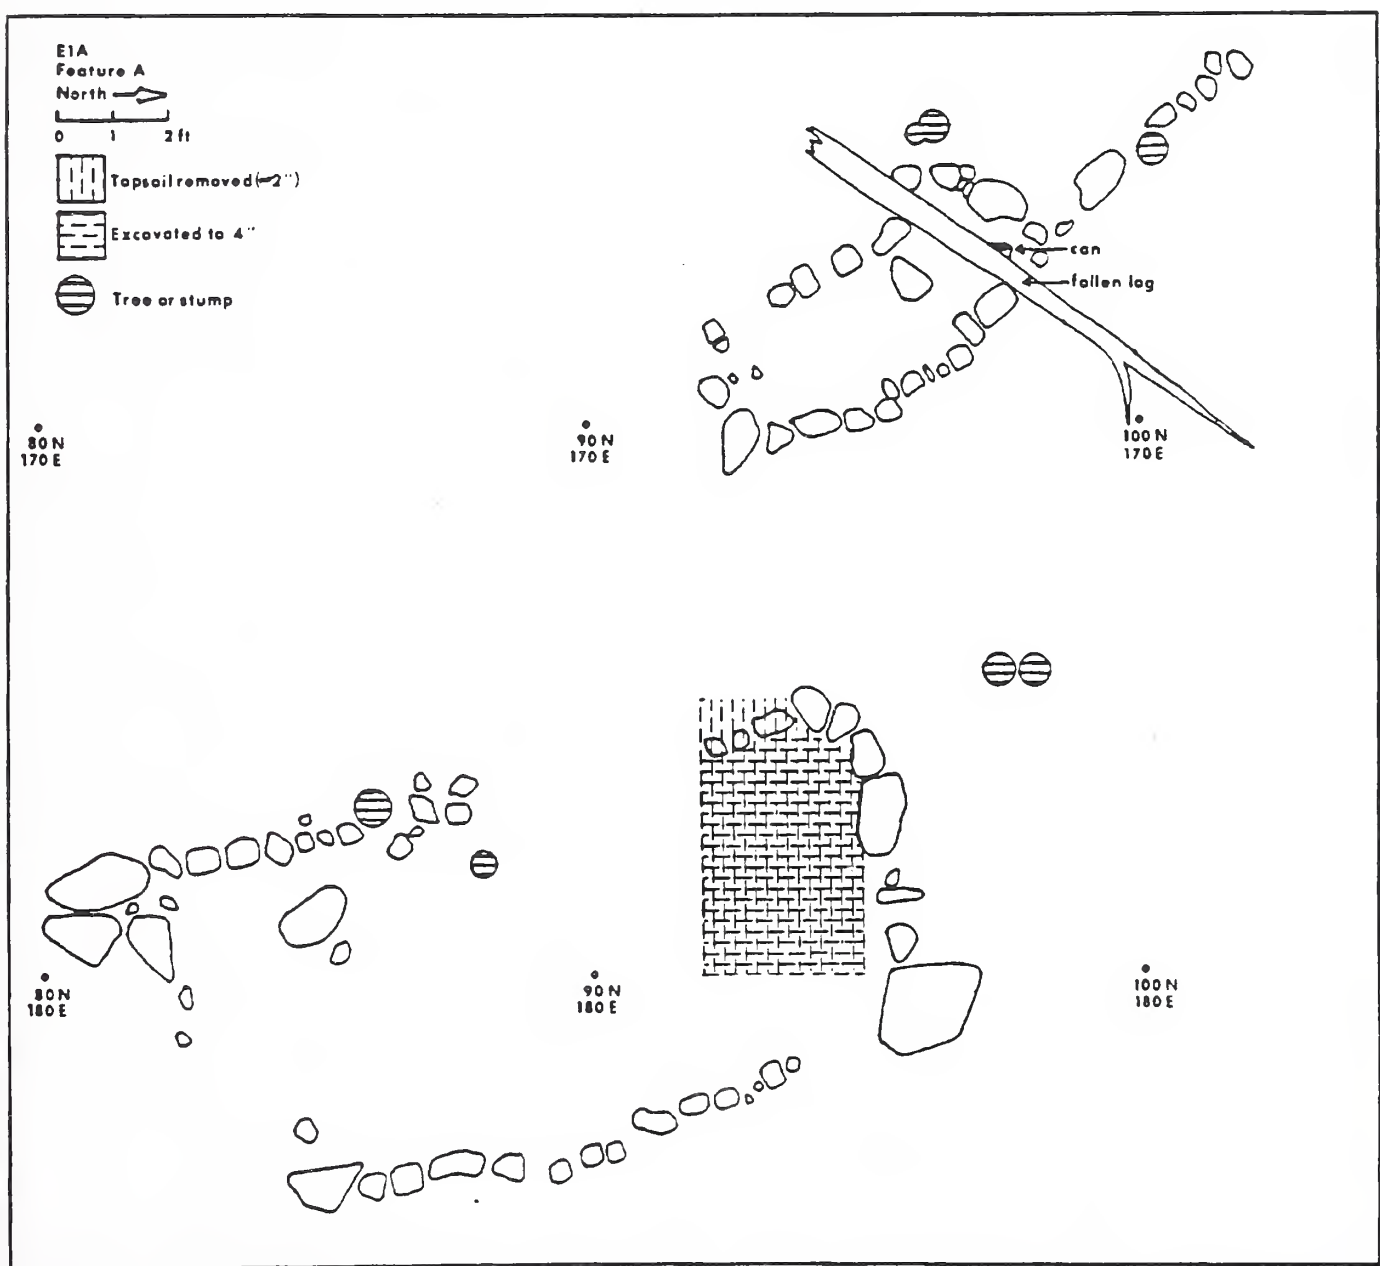 E1A
Feature A
North
0 1 2 ft
Topsoil removed (~2")
Excavated to 4"
Tree or stump
can
fallen log
80 N
170 E
90 N
170 E
100 N
170 E
80 N
180 E
90 N
180 E
100 N
180 E